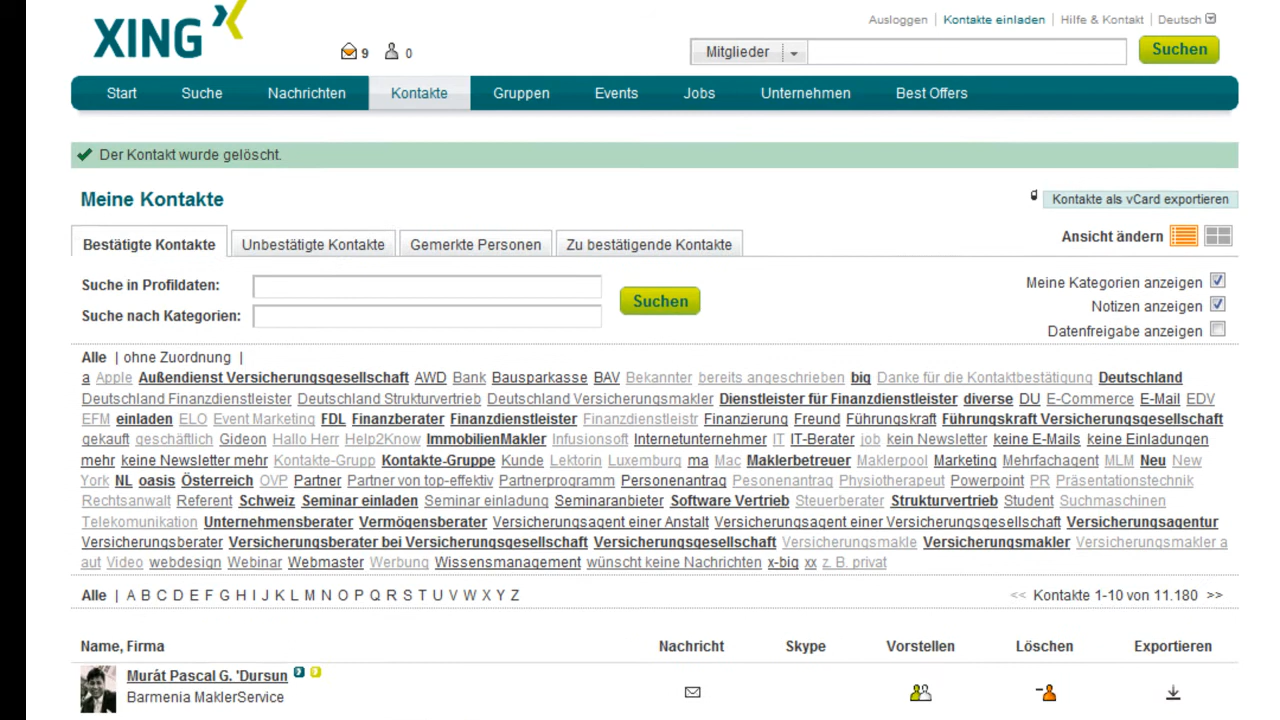 XING
Ausloggen | Kontakte einladen | Hilfe & Kontakt | Deutsch
9 0
Mitglieder Suchen
Start Suche Nachrichten Kontakte Gruppen Events Jobs Unternehmen Best Offers
Der Kontakt wurde gelöscht.
Meine Kontakte
Kontakte als vCard exportieren
Bestätigte Kontakte Unbestätigte Kontakte Gemerkte Personen Zu bestätigende Kontakte
Ansicht ändern
Suche in Profildaten:
Suche nach Kategorien:
Suchen
Meine Kategorien anzeigen
Notizen anzeigen
Datenfreigabe anzeigen
Alle | ohne Zuordnung |
a Apple Außendienst Versicherungsgesellschaft AWD Bank Bausparkasse BAV Bekannter bereits angeschrieben big Danke für die Kontaktbestätigung Deutschland
Deutschland Finanzdienstleister Deutschland Strukturvertrieb Deutschland Versicherungsmakler Dienstleister für Finanzdienstleister diverse DU E-Commerce E-Mail EDV
EFM einladen ELO Event Marketing FDL Finanzberater Finanzdienstleister Finanzdienstleistr Finanzierung Freund Führungskraft Führungskraft Versicherungsgesellschaft
gekauft geschäftlich Gideon Hallo Herr Help2Know ImmobilienMakler Infusionsoft Internetunternehmer IT IT-Berater job kein Newsletter keine E-Mails keine Einladungen
mehr keine Newsletter mehr Kontakte-Grupp Kontakte-Gruppe Kunde Lektorin Luxemburg ma Mac Maklerbetreuer Maklerpool Marketing Mehrfachagent MLM Neu New
York NL oasis Österreich OVP Partner Partner von top-effektiv Partnerprogramm Personenantrag Pesonenantrag Physiotherapeut Powerpoint PR Präsentationstechnik
Rechtsanwalt Referent Schweiz Seminar einladen Seminar einladung Seminaranbieter Software Vertrieb Steuerberater Strukturvertrieb Student Suchmaschinen
Telekomunikation Unternehmensberater Vermögensberater Versicherungsagent einer Anstalt Versicherungsagent einer Versicherungsgesellschaft Versicherungsagentur
Versicherungsberater Versicherungsberater bei Versicherungsgesellschaft Versicherungsgesellschaft Versicherungsmakle Versicherungsmakler Versicherungsmakler a
aut Video webdesign Webinar Webmaster Werbung Wissensmanagement wünscht keine Nachrichten x-big xx z. B. privat
Alle | A B C D E F G H I J K L M N O P Q R S T U V W X Y Z
<< Kontakte 1-10 von 11.180 >>
Name, Firma Nachricht Skype Vorstellen Löschen Exportieren
Murát Pascal G. 'Dursun
Barmenia MaklerService